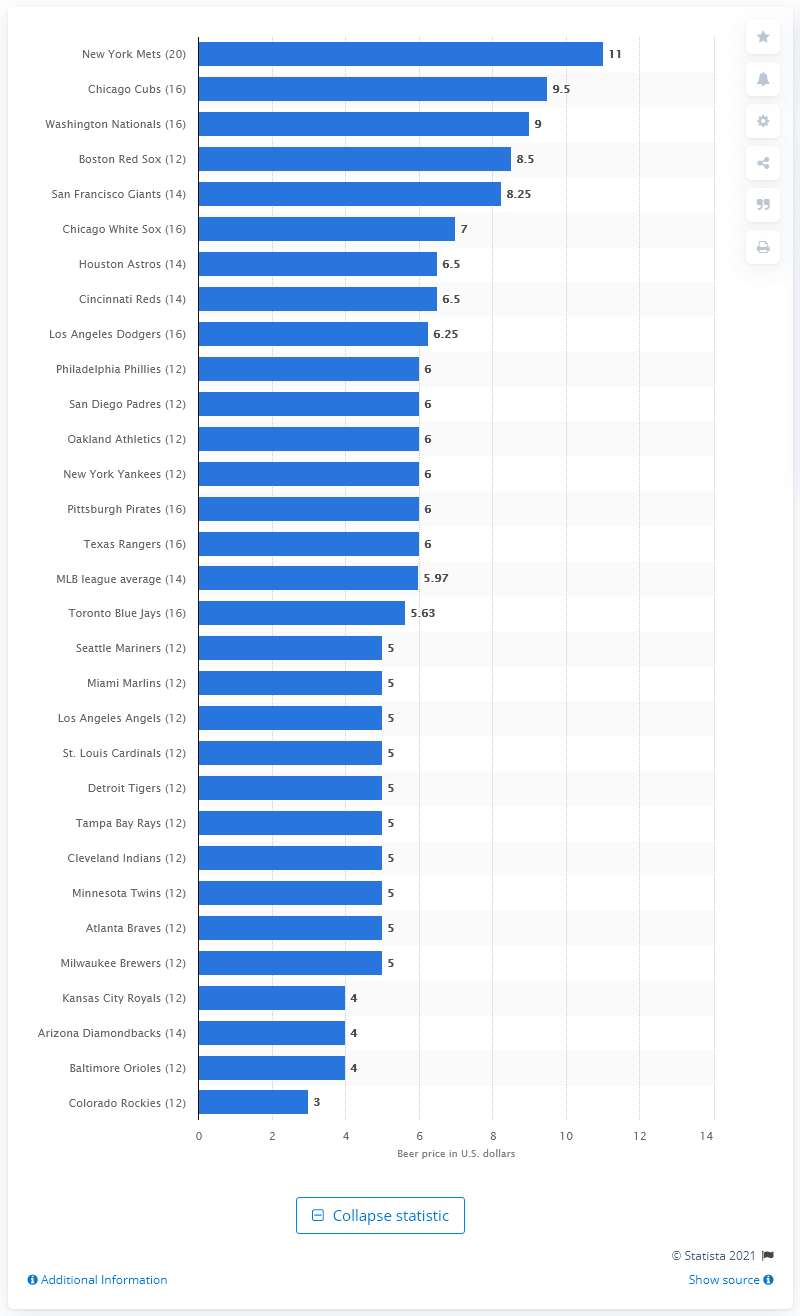 New York Mets (20) 11
Chicago Cubs (16) 9.5
Washington Nationals (16) 9
Boston Red Sox (12) 8.5
San Francisco Giants (14) 8.25
Chicago White Sox (16) 7
Houston Astros (14) 6.5
Cincinnati Reds (14) 6.5
Los Angeles Dodgers (16) 6.25
Philadelphia Phillies (12) 6
San Diego Padres (12) 6
Oakland Athletics (12) 6
New York Yankees (12) 6
Pittsburgh Pirates (16) 6
Texas Rangers (16) 6
MLB league average (14) 5.97
Toronto Blue Jays (16) 5.63
Seattle Mariners (12) 5
Miami Marlins (12) 5
Los Angeles Angels (12) 5
St. Louis Cardinals (12) 5
Detroit Tigers (12) 5
Tampa Bay Rays (12) 5
Cleveland Indians (12) 5
Minnesota Twins (12) 5
Atlanta Braves (12) 5
Milwaukee Brewers (12) 5
Kansas City Royals (12) 4
Arizona Diamondbacks (14) 4
Baltimore Orioles (12) 4
Colorado Rockies (12) 3
0 2 4 6 8 10 12 14
Beer price in U.S. dollars
Collapse statistic
© Statista 2021
Additional Information Show source